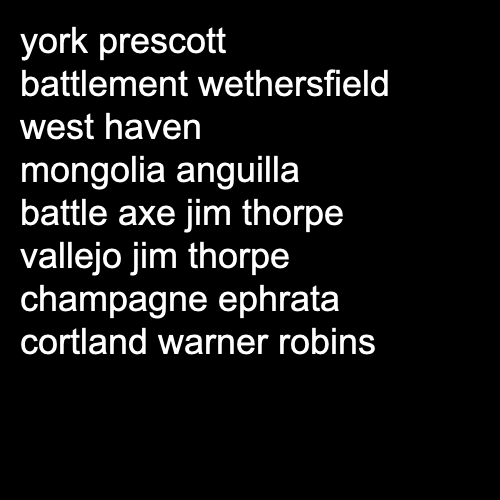 york prescott
battlement wethersfield
west haven
mongolia anguilla
battle axe jim thorpe
vallejo jim thorpe
champagne ephrata
cortland warner robins